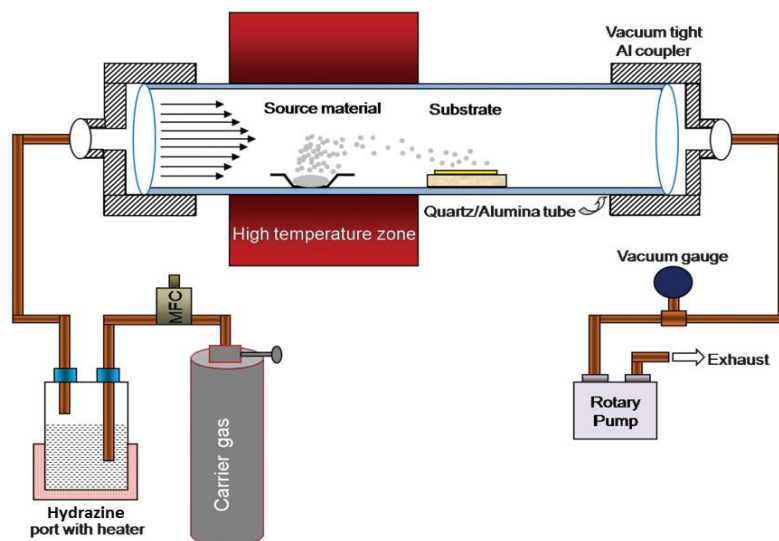 Vacuum tight
Al coupler
Source material
Substrate
Quartz/Alumina tube
High temperature zone
Vacuum gauge
MFC
Exhaust
Rotary
Pump
Carrier gas
Hydrazine
port with heater